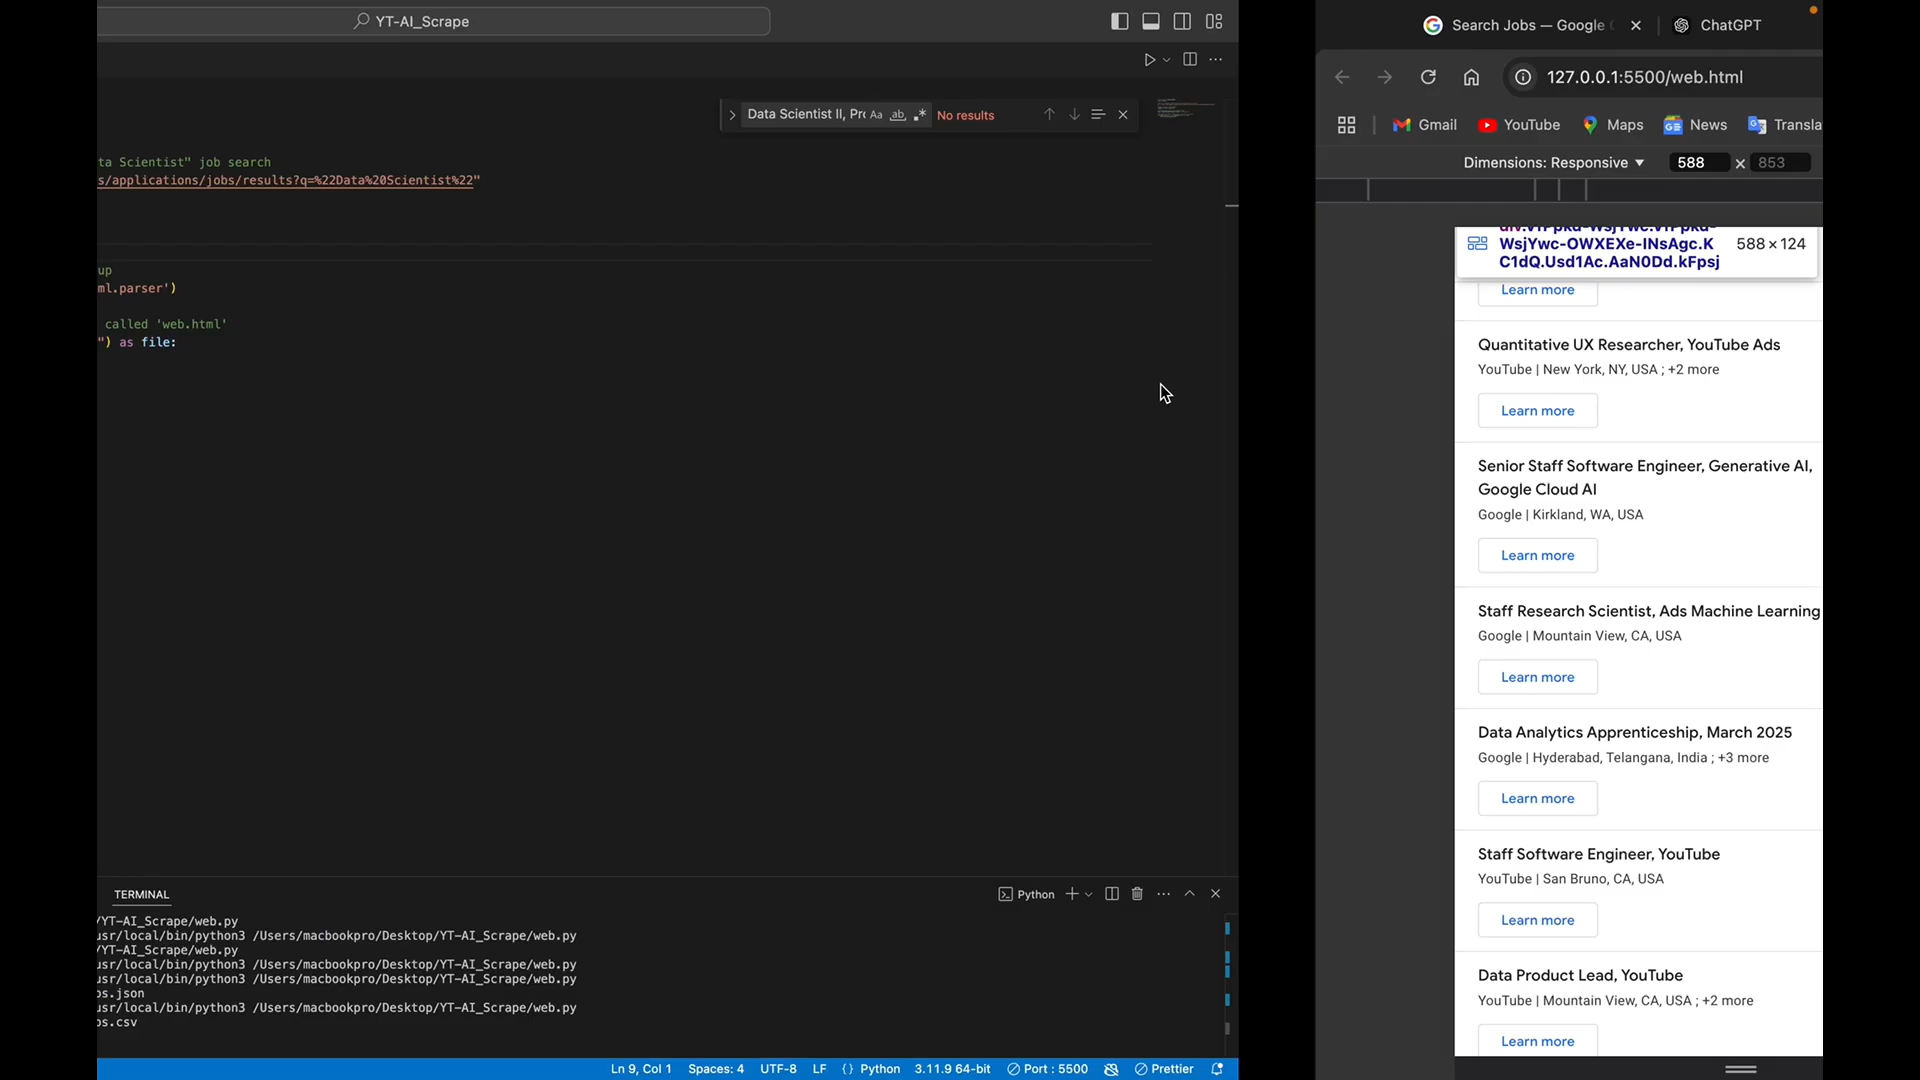 YT-AI_Scrape
Data Scientist II, Pr
Aa
ab
.*
No results
ta Scientist" job search
s/applications/jobs/results?q=%22Data%20Scientist%22"
up
ml.parser')
called 'web.html'
") as file:
TERMINAL
Python
/YT-AI_Scrape/web.py
usr/local/bin/python3 /Users/macbookpro/Desktop/YT-AI_Scrape/web.py
/YT-AI_Scrape/web.py
usr/local/bin/python3 /Users/macbookpro/Desktop/YT-AI_Scrape/web.py
usr/local/bin/python3 /Users/macbookpro/Desktop/YT-AI_Scrape/web.py
bs.json
usr/local/bin/python3 /Users/macbookpro/Desktop/YT-AI_Scrape/web.py
bs.csv
Ln 9, Col 1 Spaces: 4 UTF-8 LF {} Python 3.11.9 64-bit Port : 5500 Prettier
Search Jobs — Google
ChatGPT
127.0.0.1:5500/web.html
Gmail YouTube Maps News Transla
Dimensions: Responsive 588 × 853
div.VfPpkd-WsjYwc.VfPpkd-
WsjYwc-OWXEXe-INsAgc.K
C1dQ.Usd1Ac.AaN0Dd.kFpsj
588 × 124
Learn more
Quantitative UX Researcher, YouTube Ads
YouTube | New York, NY, USA ; +2 more
Learn more
Senior Staff Software Engineer, Generative AI,
Google Cloud AI
Google | Kirkland, WA, USA
Learn more
Staff Research Scientist, Ads Machine Learning
Google | Mountain View, CA, USA
Learn more
Data Analytics Apprenticeship, March 2025
Google | Hyderabad, Telangana, India ; +3 more
Learn more
Staff Software Engineer, YouTube
YouTube | San Bruno, CA, USA
Learn more
Data Product Lead, YouTube
YouTube | Mountain View, CA, USA ; +2 more
Learn more